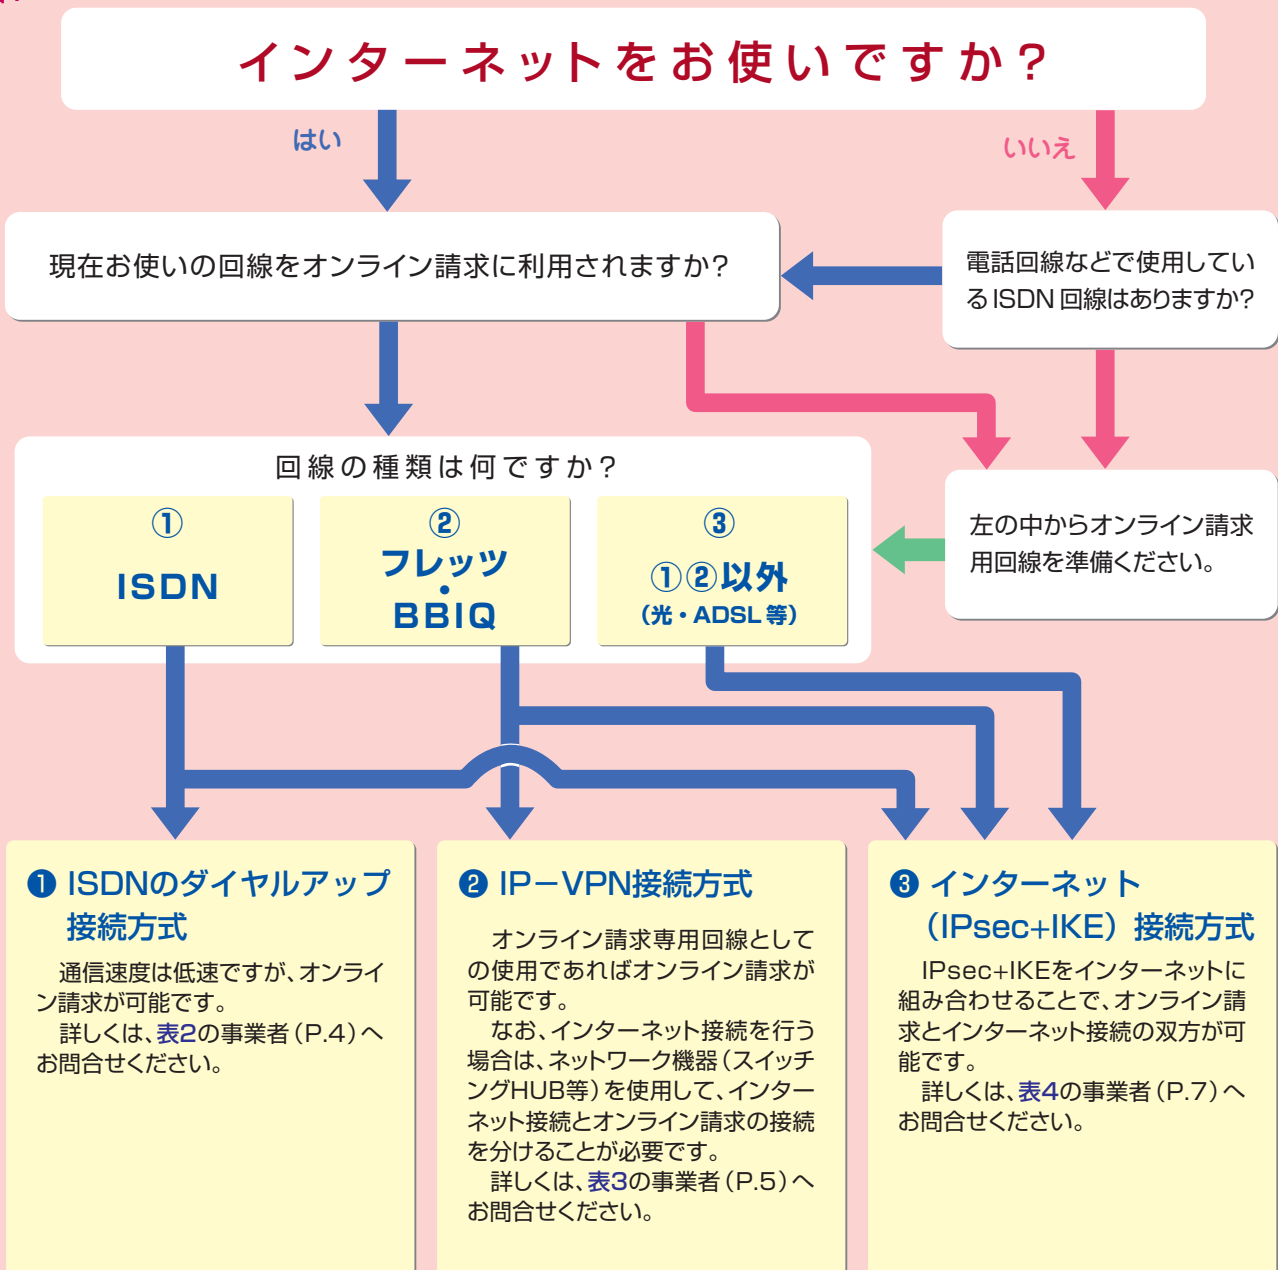 インターネットをお使いですか？
はい
いいえ
現在お使いの回線をオンライン請求に利用されますか?
電話回線などで使用してい
るISDN回線はありますか?
回線の種類は何ですか？
①
ISDN
②
フレッツ
・
BBIQ
③
①②以外
（光・ADSL等）
左の中からオンライン請求
用回線を準備ください。
❶ ISDNのダイヤルアップ
接続方式
通信速度は低速ですが、オンライ
ン請求が可能です。
詳しくは、表2の事業者（P.4）へ
お問合せください。
❷ IP－VPN接続方式
オンライン請求専用回線として
の使用であればオンライン請求が
可能です。
なお、インターネット接続を行う
場合は、ネットワーク機器（スイッチ
ングHUB等）を使用して、インター
ネット接続とオンライン請求の接続
を分けることが必要です。
詳しくは、表3の事業者（P.5）へ
お問合せください。
❸ インターネット
（IPsec+IKE）接続方式
IPsec+IKEをインターネットに
組み合わせることで、オンライン請
求とインターネット接続の双方が可
能です。
詳しくは、表4の事業者（P.7）へ
お問合せください。